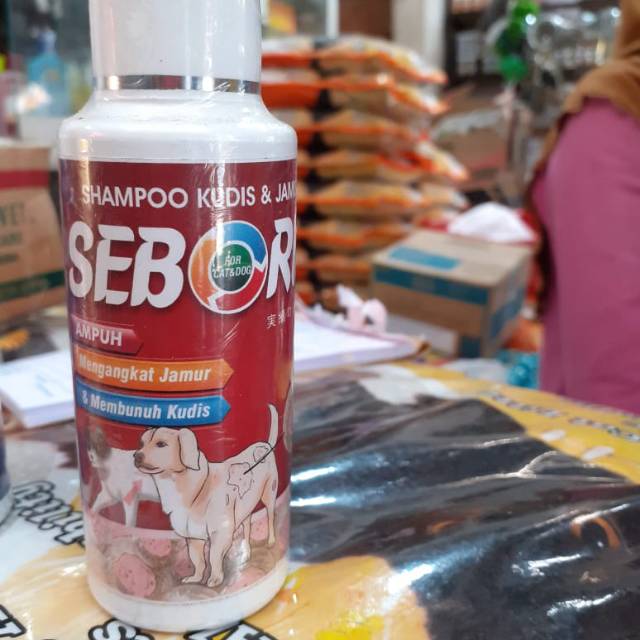 SHAMPOO KUDIS & JAM
SEBOR
FOR
CAT&DOG
AMPUH
Mengangkat Jamur
& Membunuh Kudis